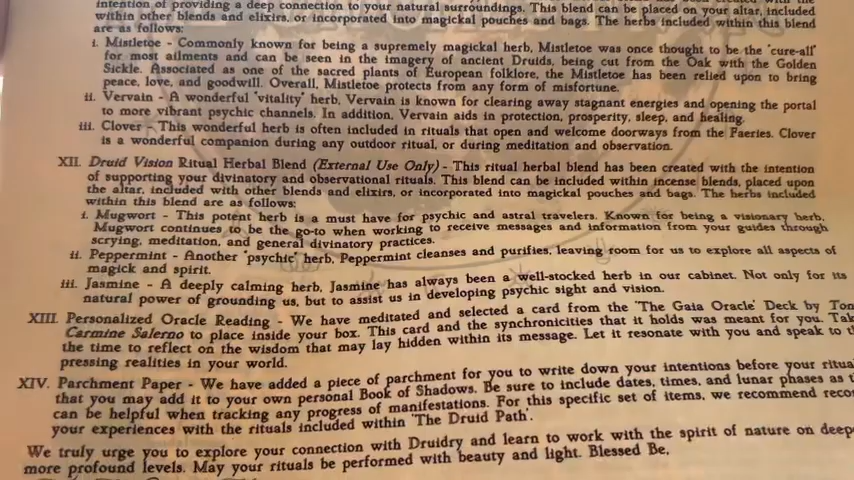 intention of providing a deep connection to your natural surroundings. This blend can be placed on your altar, included
within other blends and elixirs, or incorporated into magickal pouches and bags. The herbs included within this blend
are as follows:
i. Mistletoe - Commonly known for being a supremely magickal herb, Mistletoe was once thought to be the 'cure-all'
for most ailments and can be seen in the imagery of ancient Druids, being cut from the Oak with the Golden
Sickle. Associated as one of the sacred plants of European folklore, the Mistletoe has been relied upon to bring
peace, love, and goodwill. Overall, Mistletoe protects from any form of misfortune.
ii. Vervain - A wonderful 'vitality' herb, Vervain is known for clearing away stagnant energies and opening the portal
to more vibrant psychic channels. In addition, Vervain aids in protection, prosperity, sleep, and healing.
iii. Clover - This wonderful herb is often included in rituals that open and welcome doorways from the Faeries. Clover
is a wonderful companion during any outdoor ritual, or during meditation and observation.
XII. Druid Vision Ritual Herbal Blend (External Use Only) - This ritual herbal blend has been created with the intention
of supporting your divinatory and observational rituals. This blend can be included within incense blends, placed upon
the altar, included with other blends and elixirs, or incorporated into magickal pouches and bags. The herbs included
within this blend are as follows:
i. Mugwort - This potent herb is a must have for psychic and astral travelers. Known for being a visionary herb,
Mugwort continues to be the go-to when working to receive messages and information from your guides through
scrying, meditation, and general divinatory practices.
ii. Peppermint - Another 'psychic' herb, Peppermint cleanses and purifies, leaving room for us to explore all aspects of
magick and spirit.
iii. Jasmine - A deeply calming herb, Jasmine has always been a well-stocked herb in our cabinet. Not only for its
natural power of grounding us, but to assist us in developing psychic sight and vision.
XIII. Personalized Oracle Reading - We have meditated and selected a card from the 'The Gaia Oracle' Deck by Ton
Carmine Salerno to place inside your box. This card and the synchronicities that it holds was meant for you. Tak
the time to reflect on the wisdom that may lay hidden within its message. Let it resonate with you and speak to th
pressing realities in your world.
XIV. Parchment Paper - We have added a piece of parchment for you to write down your intentions before your ritua
that you may add it to your own personal Book of Shadows. Be sure to include dates, times, and lunar phases as t
can be helpful when tracking any progress of manifestations. For this specific set of items, we recommend reco
your experiences with the rituals included within 'The Druid Path'.
We truly urge you to explore your connection with Druidry and learn to work with the spirit of nature on deep
more profound levels. May your rituals be performed with beauty and light. Blessed Be,